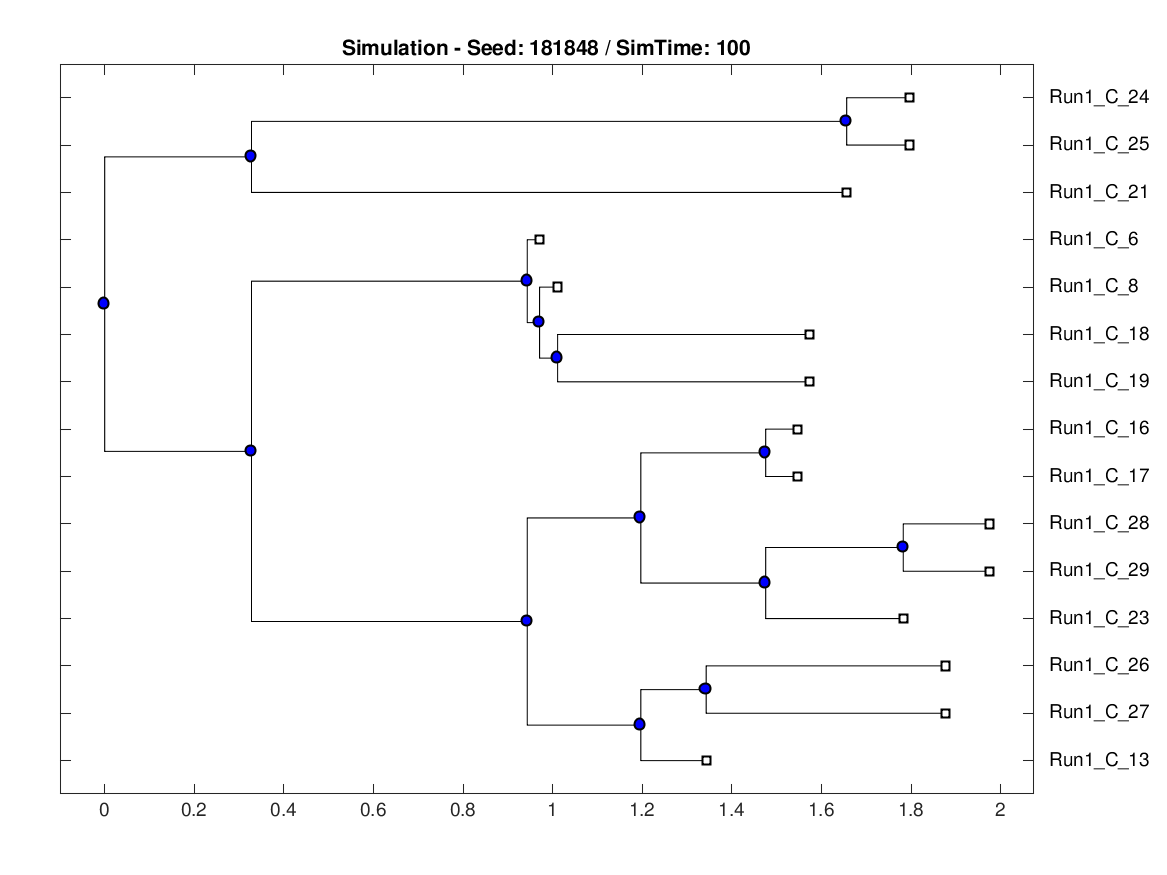 Simulation - Seed: 181848 / SimTime: 100
Run1_C_24
Run1_C_25
Run1_C_21
Run1_C_6
Run1_C_8
Run1_C_18
Run1_C_19
Run1_C_16
Run1_C_17
Run1_C_28
Run1_C_29
Run1_C_23
Run1_C_26
Run1_C_27
Run1_C_13
0 0.2 0.4 0.6 0.8 1 1.2 1.4 1.6 1.8 2